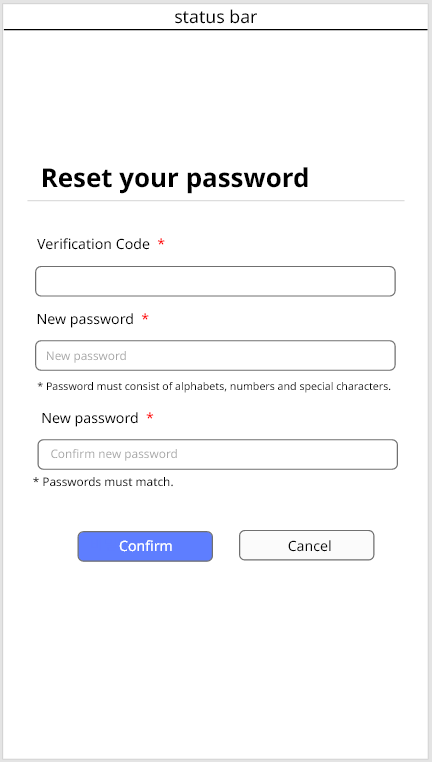 status bar
Reset your password
Verification Code *
New password *
New password
* Password must consist of alphabets, numbers and special characters.
New password *
Confirm new password
* Passwords must match.
Confirm Cancel